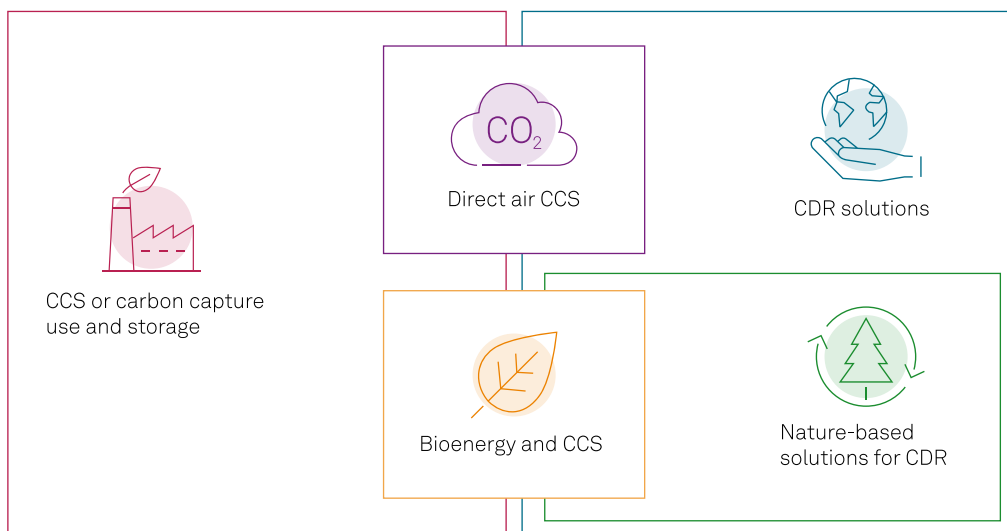 CO₂
Direct air CCS
CDR solutions
CCS or carbon capture
use and storage
Bioenergy and CCS
Nature-based
solutions for CDR